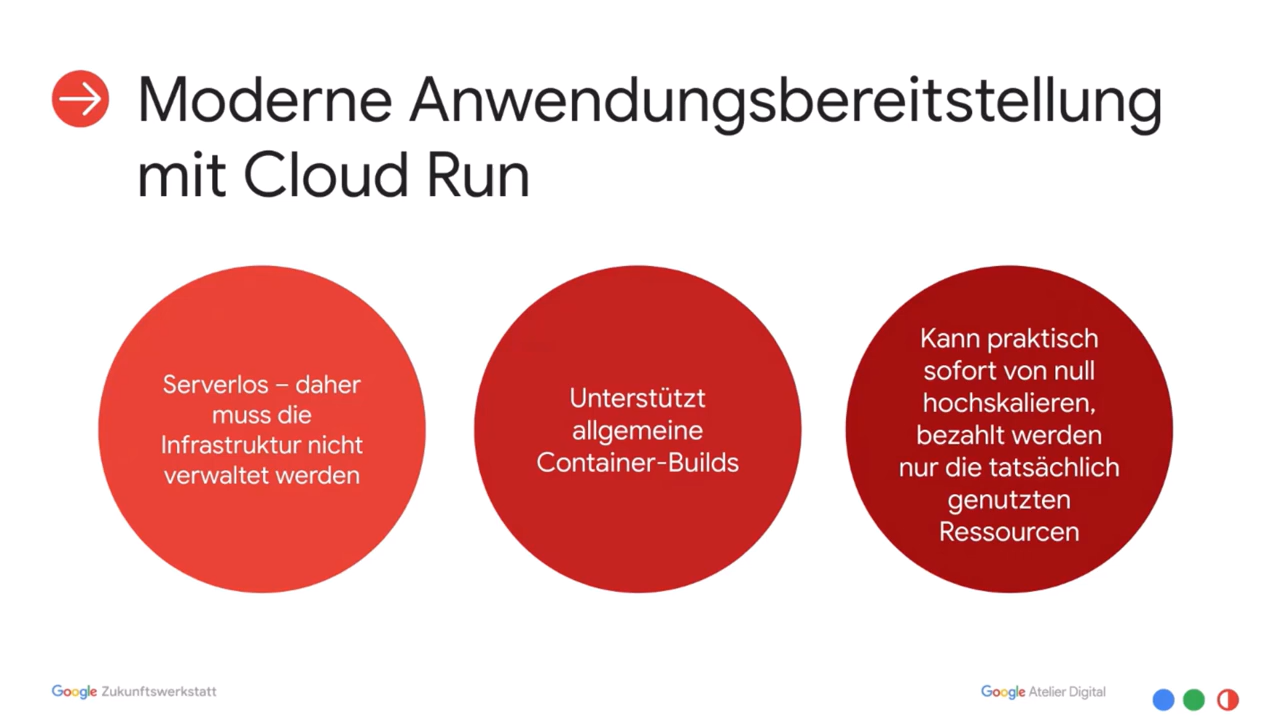 Moderne Anwendungsbereitstellung
mit Cloud Run
Serverlos – daher
muss die
Infrastruktur nicht
verwaltet werden
Unterstützt
allgemeine
Container-Builds
Kann praktisch
sofort von null
hochskalieren,
bezahlt werden
nur die tatsächlich
genutzten
Ressourcen
Google Zukunftswerkstatt
Google Atelier Digital